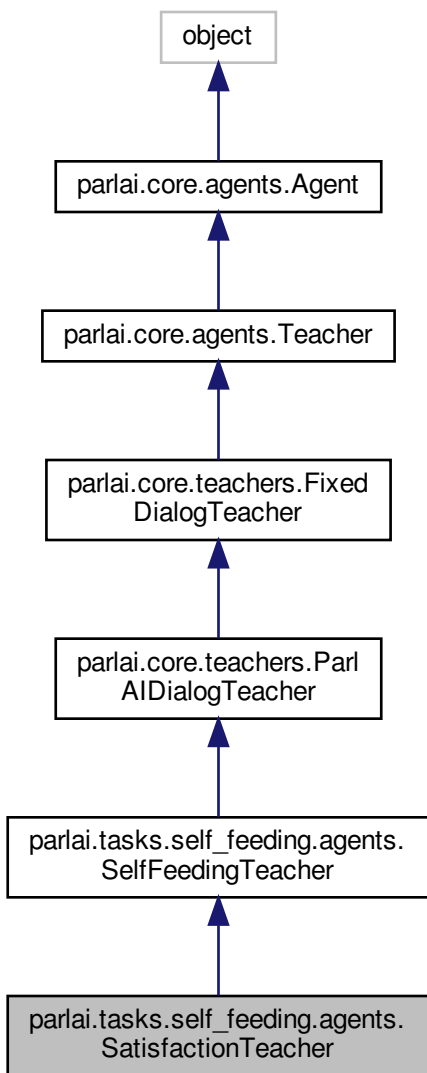 object
parlai.core.agents.Agent
parlai.core.agents.Teacher
parlai.core.teachers.Fixed
DialogTeacher
parlai.core.teachers.Parl
AIDialogTeacher
parlai.tasks.self_feeding.agents.
SelfFeedingTeacher
parlai.tasks.self_feeding.agents.
SatisfactionTeacher